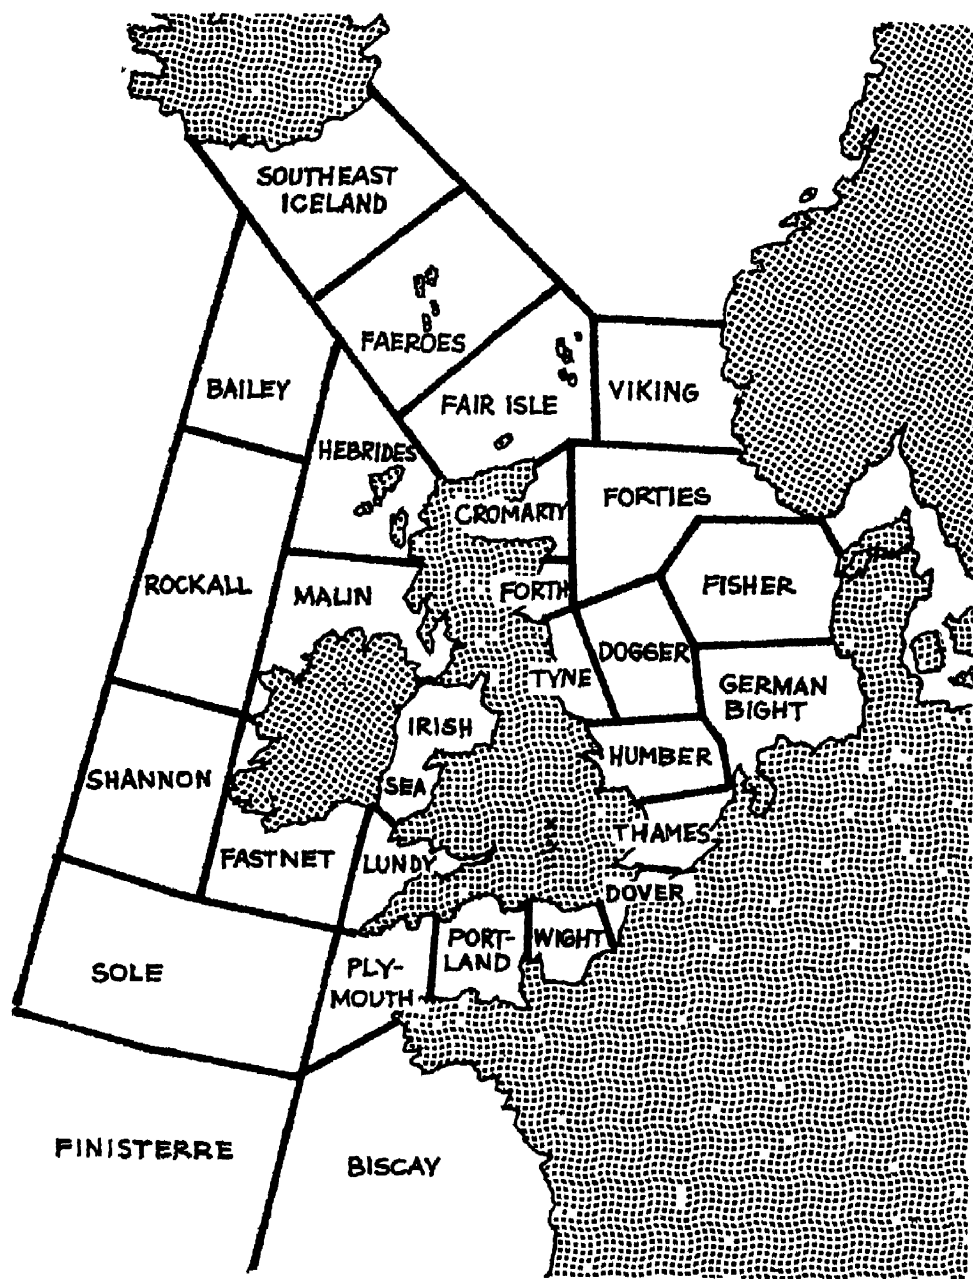 SOUTHEAST
ICELAND
FAEROES
BAILEY
FAIR ISLE
VIKING
HEBRIDES
CROMARTY
FORTIES
ROCKALL
MALIN
FORTH
FISHER
DOGGER
TYNE
GERMAN
BIGHT
IRISH
SEA
HUMBER
SHANNON
THAMES
FASTNET
LUNDY
DOVER
PORT-
LAND
WIGHT
SOLE
PLY-
MOUTH
FINISTERRE
BISCAY